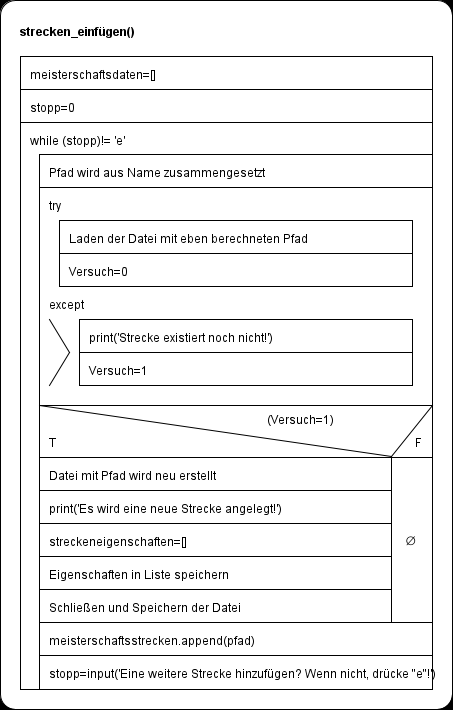 strecken_einfügen()
meisterschaftsdaten=[]
stopp=0
while (stopp)!= 'e'
Pfad wird aus Name zusammengesetzt
try
Laden der Datei mit eben berechneten Pfad
Versuch=0
except
print('Strecke existiert noch nicht!')
Versuch=1
(Versuch=1)
T F
Datei mit Pfad wird neu erstellt
print('Es wird eine neue Strecke angelegt!')
streckeneigenschaften=[]
Ø
Eigenschaften in Liste speichern
Schließen und Speichern der Datei
meisterschaftsstrecken.append(pfad)
stopp=input('Eine weitere Strecke hinzufügen? Wenn nicht, drücke "e"!')